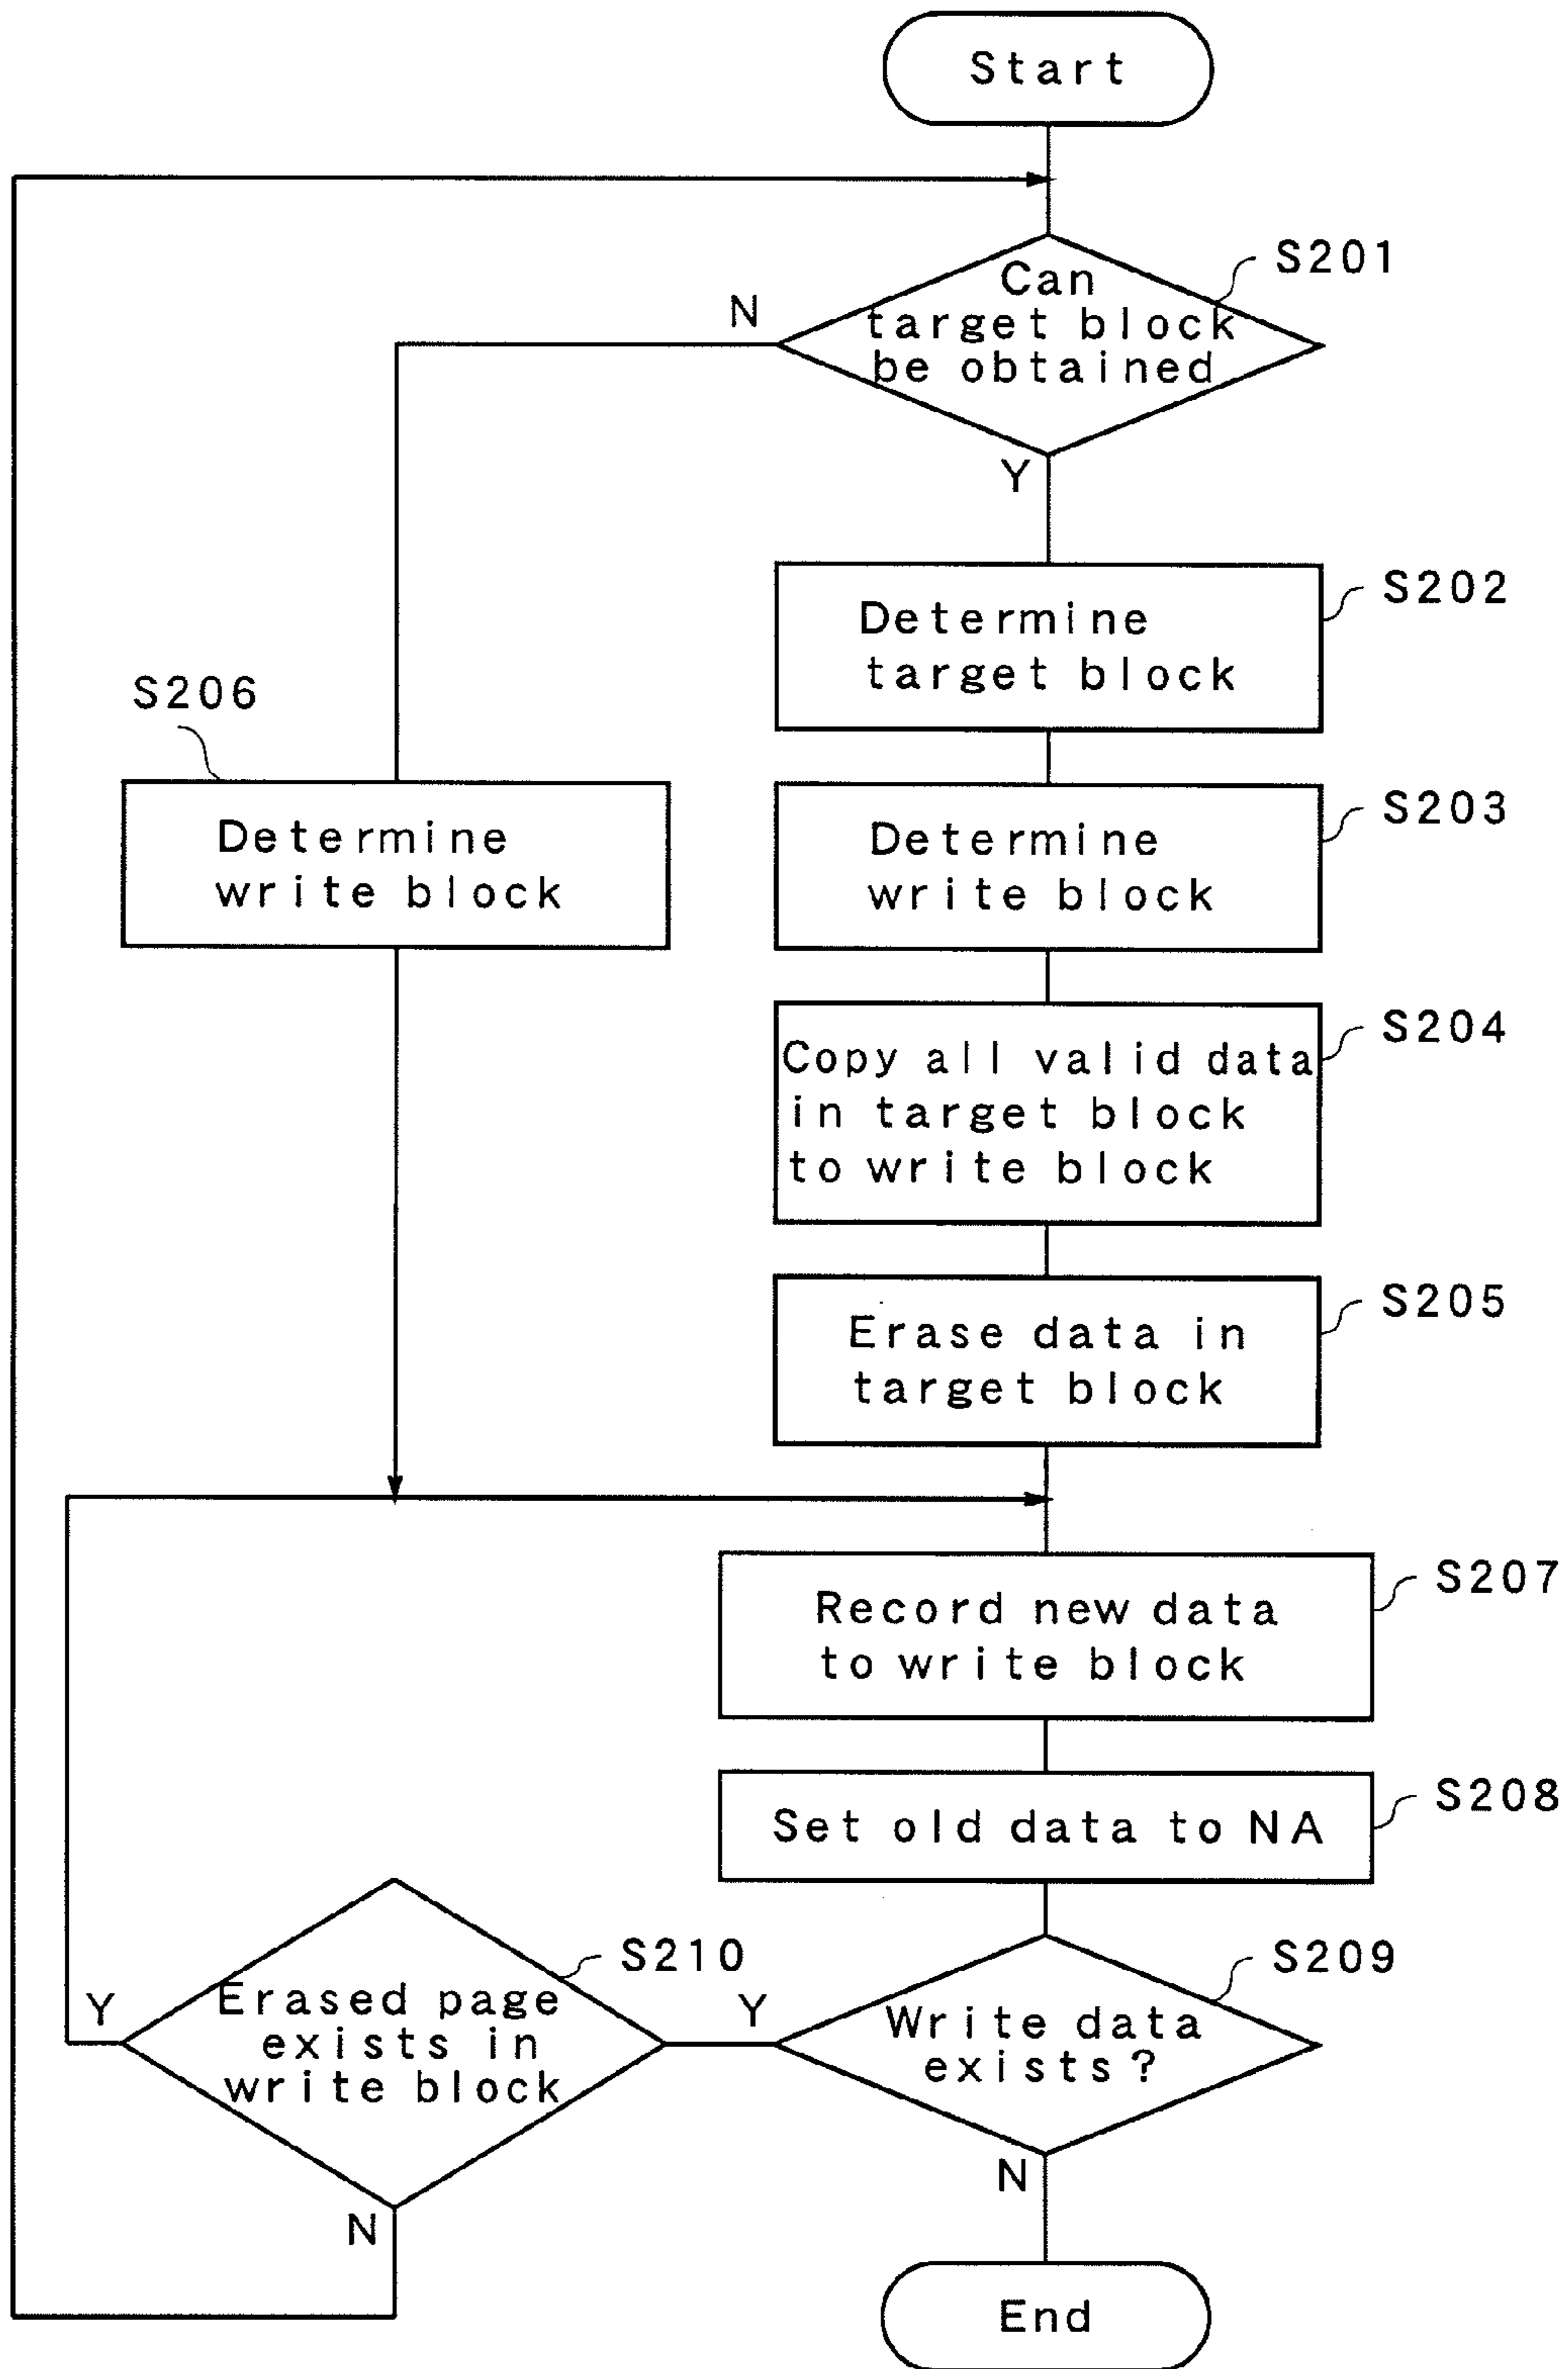 Start
S201
Can
target block
be obtained
N
Y
S202
Determine
target block
S206
Determine
write block
S203
Determine
write block
S204
Copy all valid data
in target block
to write block
S205
Erase data in
target block
S207
Record new data
to write block
S208
Set old data to NA
S210
Erased page
exists in
write block
Y
N
S209
Write data
exists?
Y
N
End